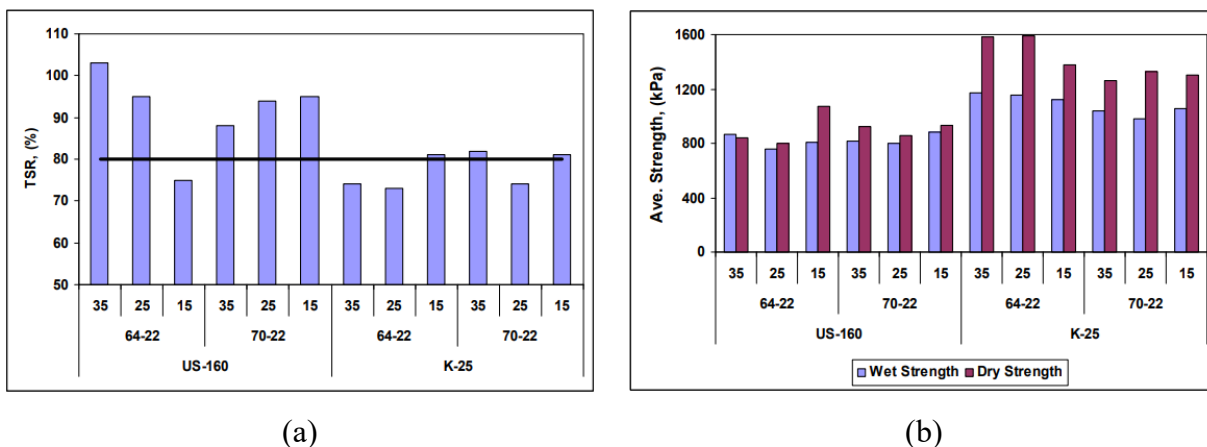 110
100
90
80
70
60
50
TSR, (%)
35 25 15 35 25 15 35 25 15 35 25 15
64-22 70-22 64-22 70-22
US-160 K-25
(a)
1600
1200
800
400
0
Ave. Strength, (kPa)
35 25 15 35 25 15 35 25 15 35 25 15
64-22 70-22 64-22 70-22
US-160 K-25
Wet Strength Dry Strength
(b)